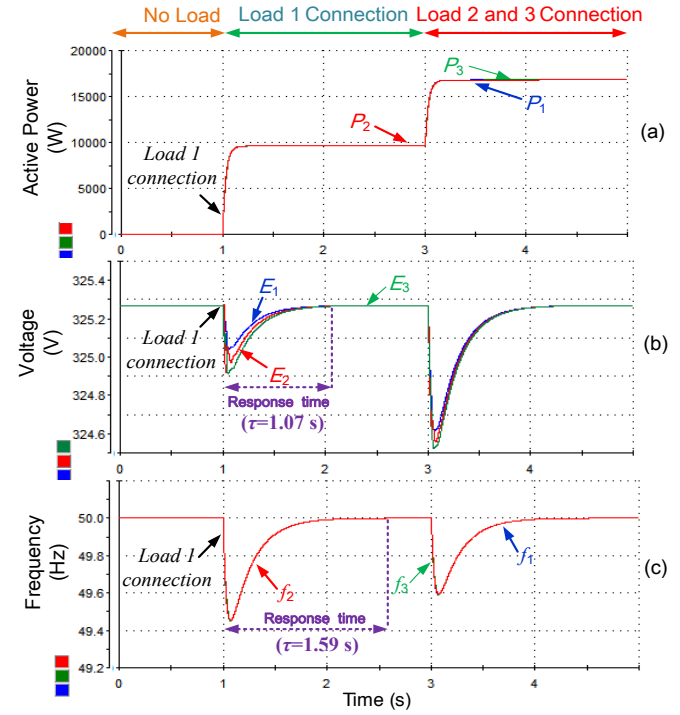 No Load
Load 1 Connection
Load 2 and 3 Connection
Active Power
(W)
20000
15000
10000
5000
0
P3
P1
P2
Load 1
connection
(a)
0
1
2
3
4
Voltage
(V)
325.4
325.2
325.0
324.8
324.6
E1
E3
E2
Load 1
connection
Response time
(τ=1.07 s)
(b)
0
1
2
3
4
Frequency
(Hz)
50.0
49.8
49.6
49.4
49.2
Load 1
connection
f2
f3
f1
Response time
(τ=1.59 s)
(c)
0
1
2
3
4
Time (s)